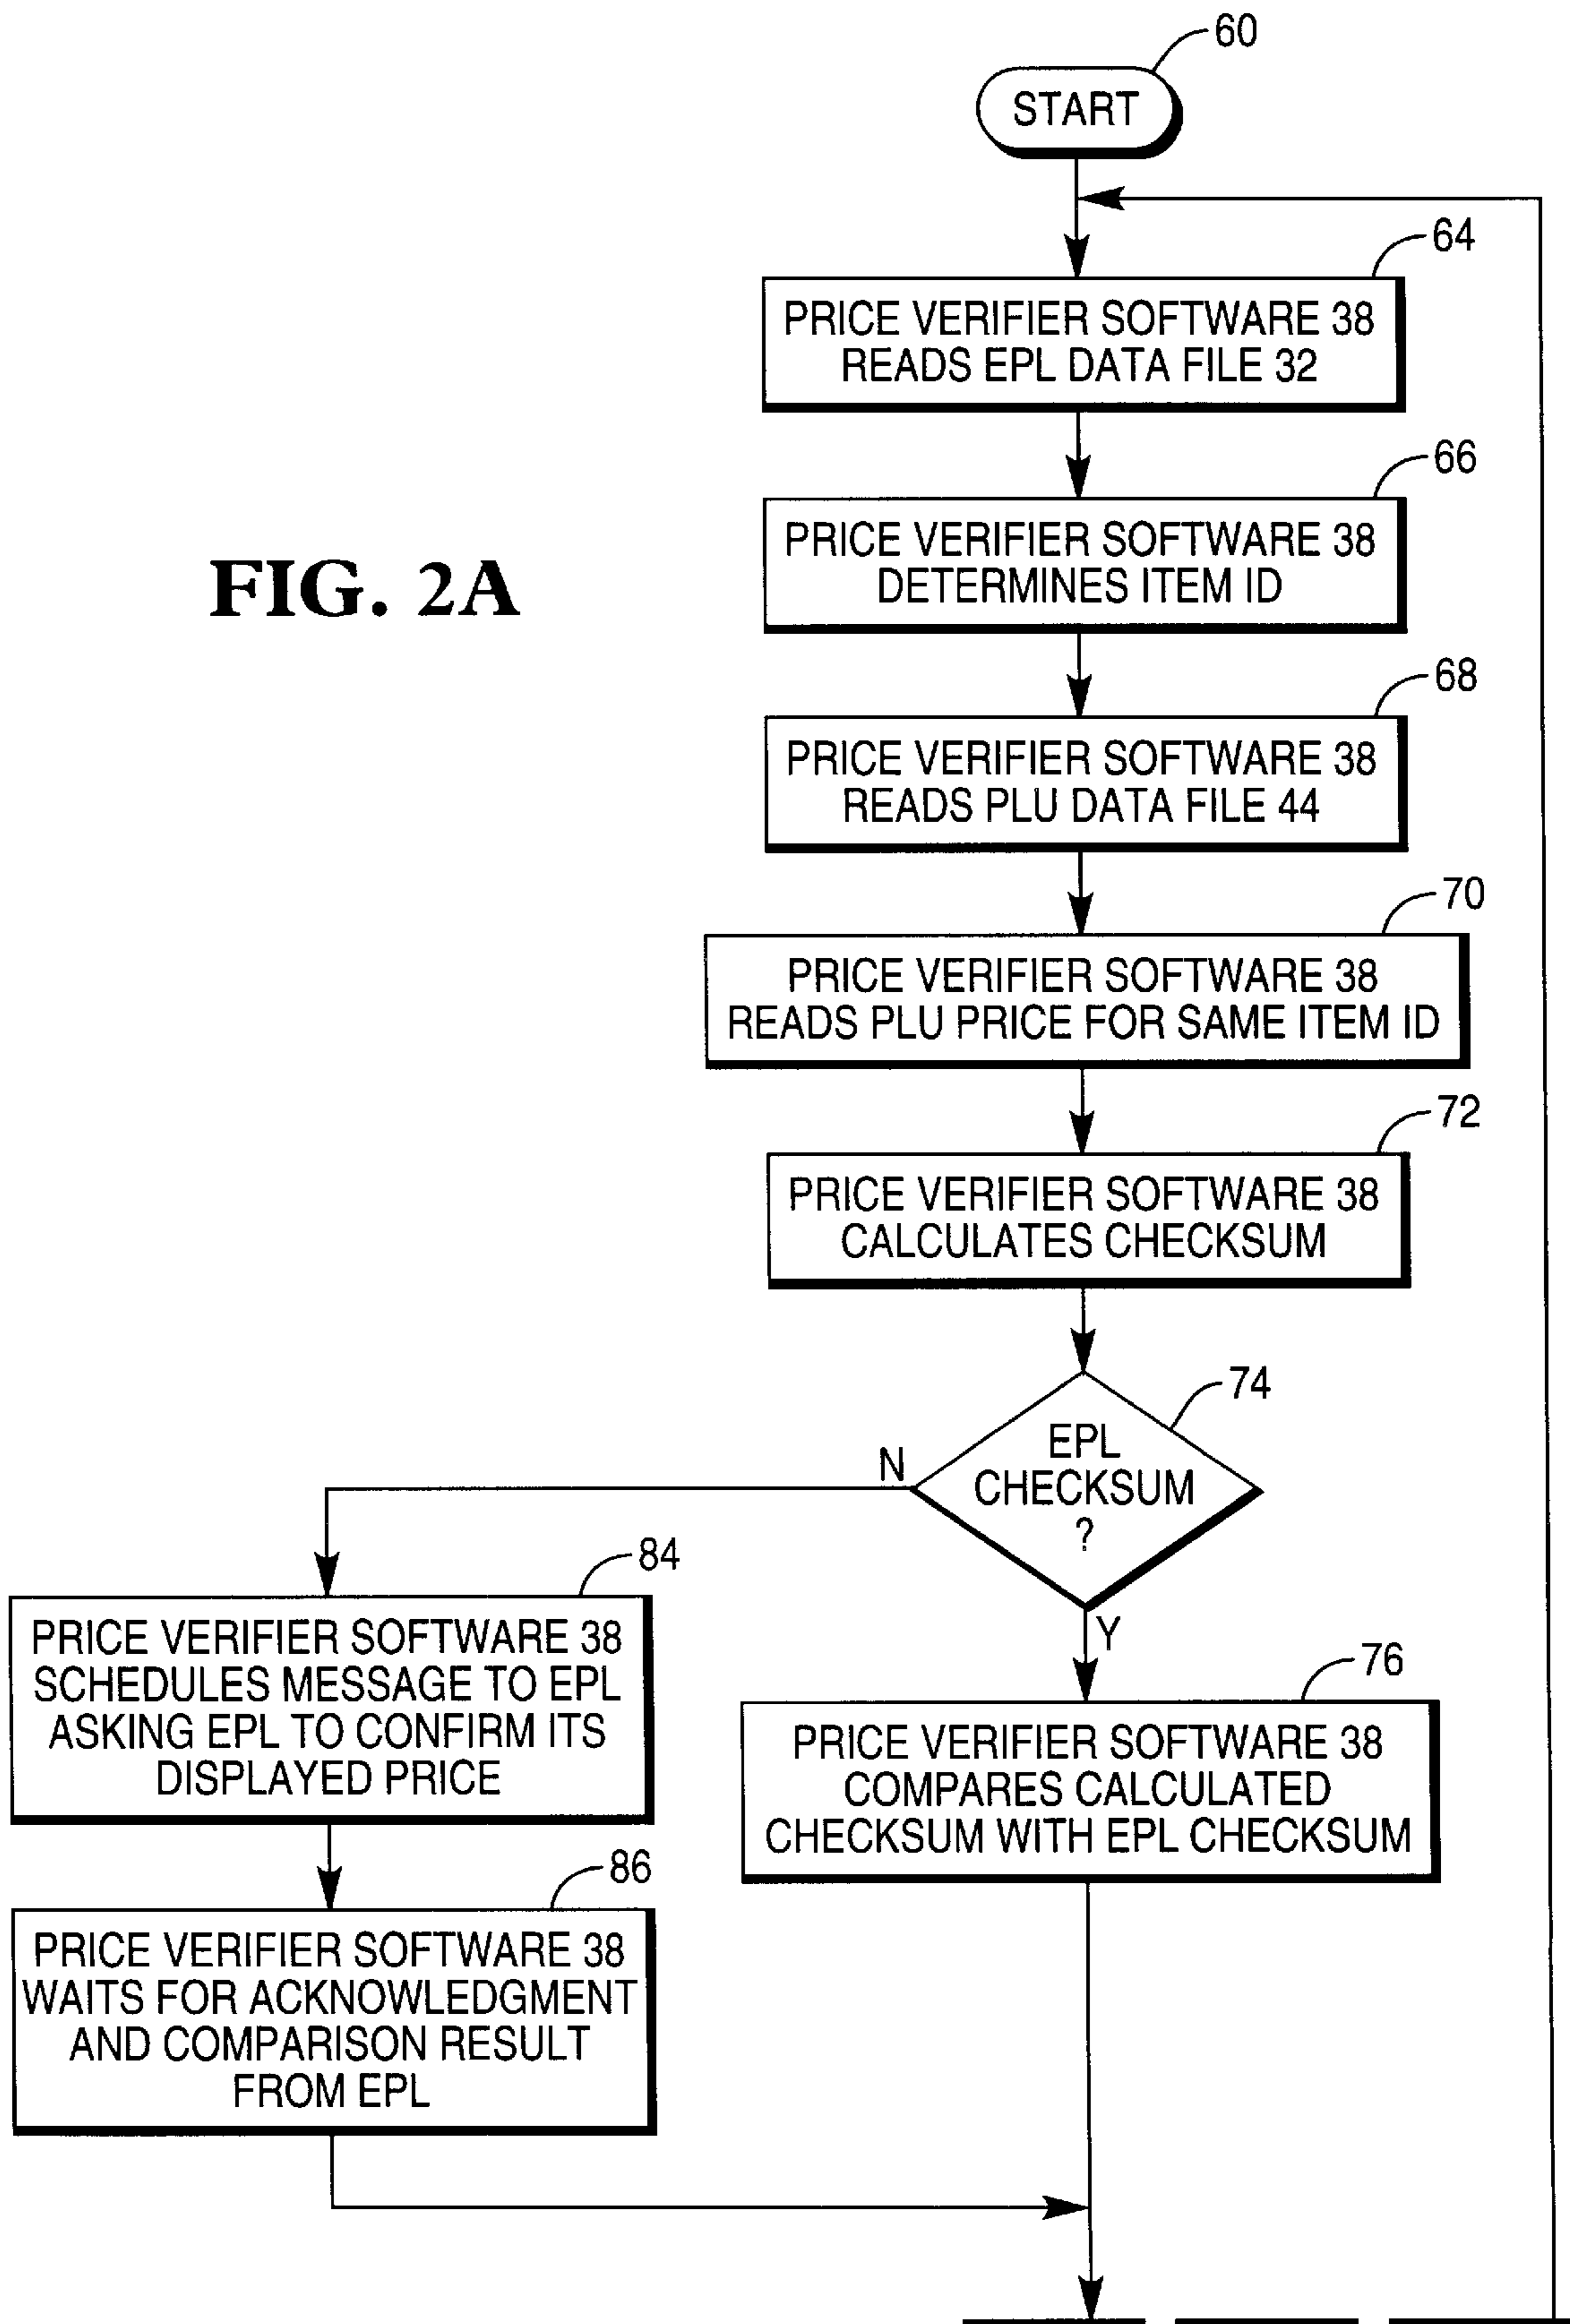 60
START
64
PRICE VERIFIER SOFTWARE 38
READS EPL DATA FILE 32
66
PRICE VERIFIER SOFTWARE 38
DETERMINES ITEM ID
FIG. 2A
68
PRICE VERIFIER SOFTWARE 38
READS PLU DATA FILE 44
70
PRICE VERIFIER SOFTWARE 38
READS PLU PRICE FOR SAME ITEM ID
72
PRICE VERIFIER SOFTWARE 38
CALCULATES CHECKSUM
74
EPL
CHECKSUM
?
N
Y
84
PRICE VERIFIER SOFTWARE 38
SCHEDULES MESSAGE TO EPL
ASKING EPL TO CONFIRM ITS
DISPLAYED PRICE
76
PRICE VERIFIER SOFTWARE 38
COMPARES CALCULATED
CHECKSUM WITH EPL CHECKSUM
86
PRICE VERIFIER SOFTWARE 38
WAITS FOR ACKNOWLEDGMENT
AND COMPARISON RESULT
FROM EPL